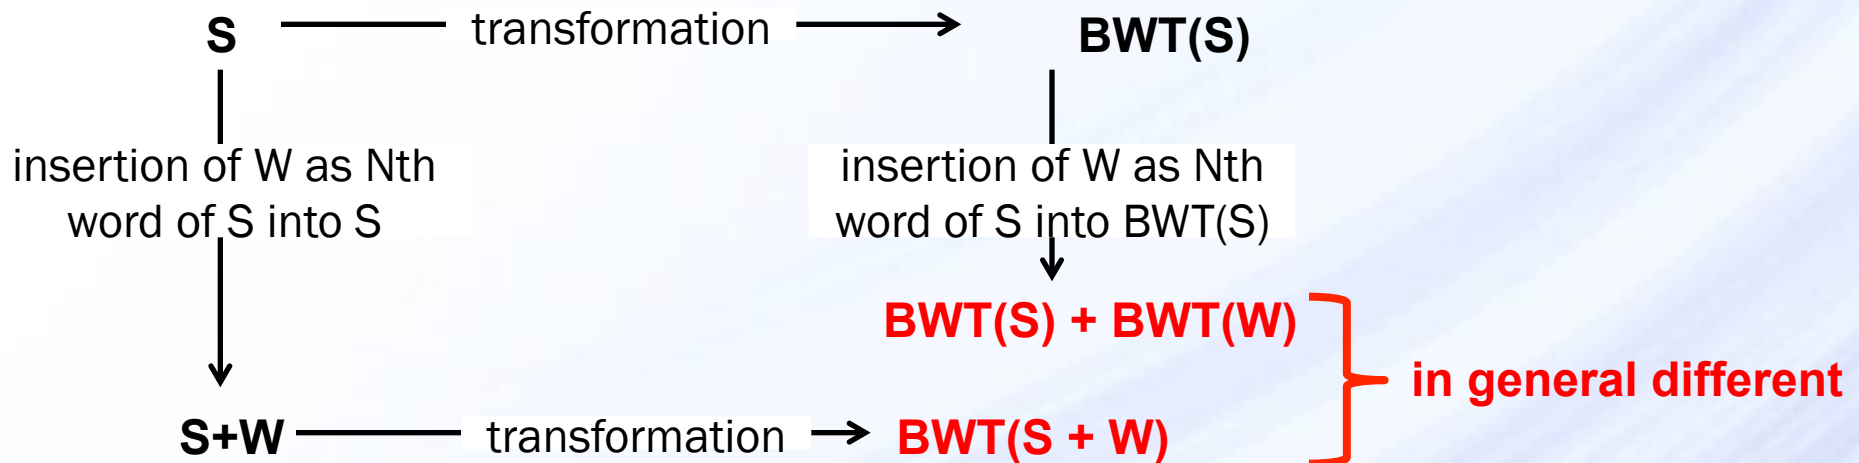 S transformation BWT(S)
insertion of W as Nth
word of S into S
insertion of W as Nth
word of S into BWT(S)
BWT(S) + BWT(W)
in general different
S+W transformation BWT(S + W)